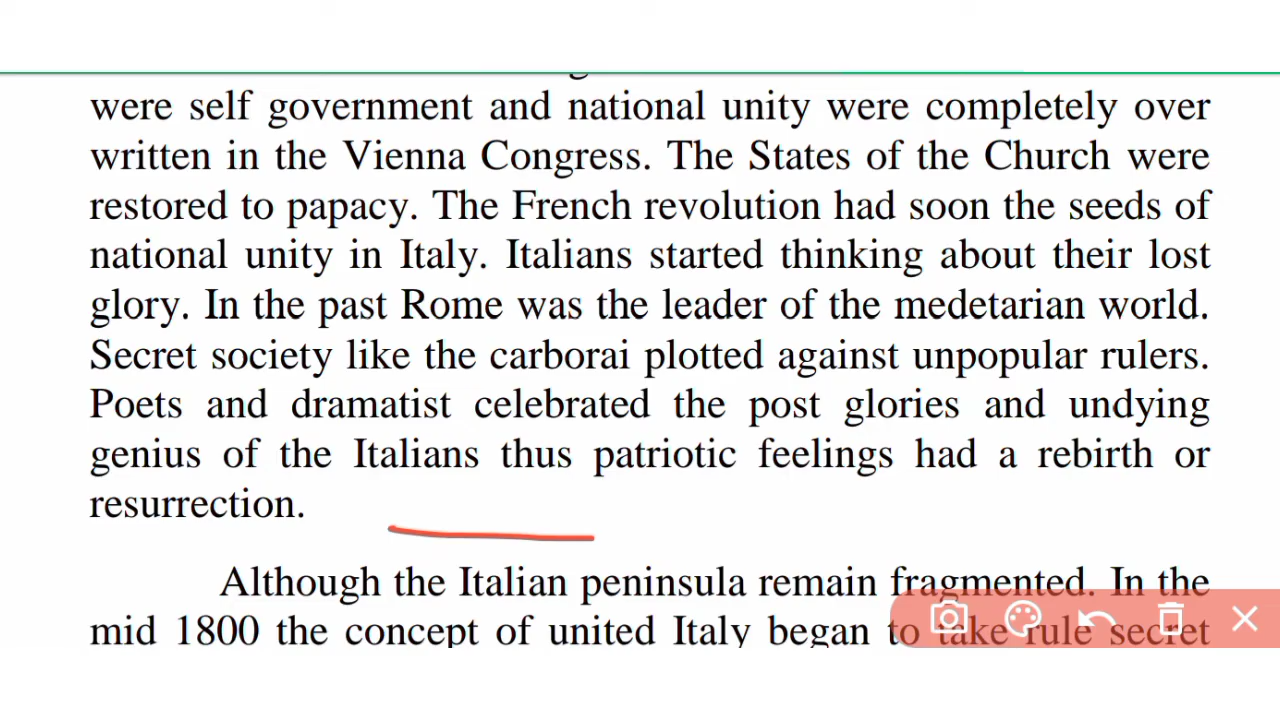 were self government and national unity were completely over
written in the Vienna Congress. The States of the Church were
restored to papacy. The French revolution had soon the seeds of
national unity in Italy. Italians started thinking about their lost
glory. In the past Rome was the leader of the medetarian world.
Secret society like the carborai plotted against unpopular rulers.
Poets and dramatist celebrated the post glories and undying
genius of the Italians thus patriotic feelings had a rebirth or
resurrection.
Although the Italian peninsula remain fragmented. In the
mid 1800 the concept of united Italy began to take rule secret